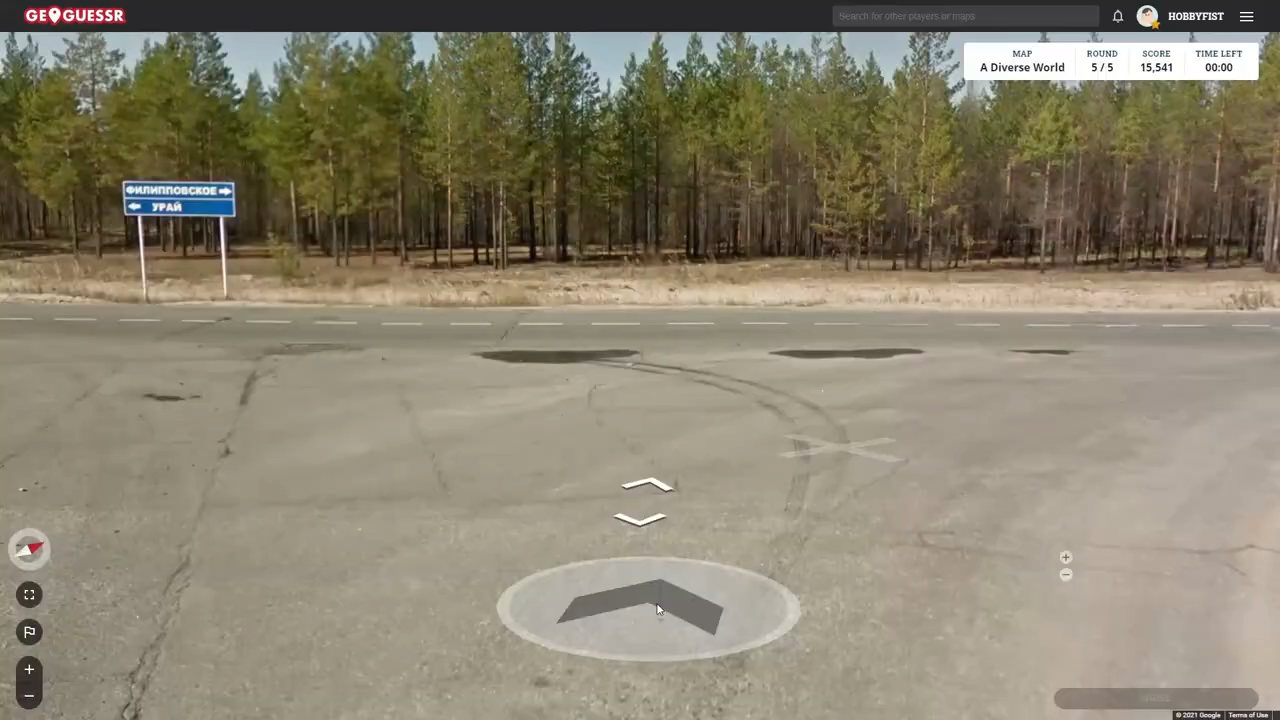 GEOGUESSR
Search for other players or maps
HOBBYFIST
MAP
A Diverse World
ROUND
5 / 5
SCORE
15,541
TIME LEFT
00:00
ФИЛИППОВСКОЕ
УРАЙ
© 2021 Google
Terms of Use